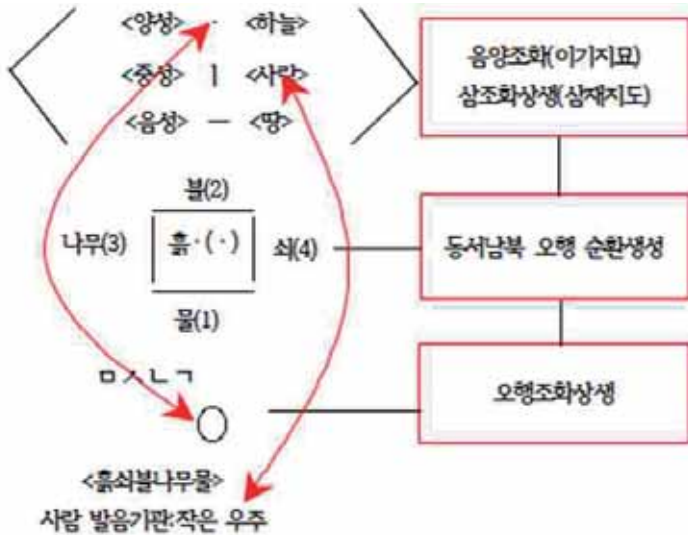 <양성> · <하늘>
<중성> ㅣ <사람>
<음성> ㅡ <땅>
음양조화(이기지묘)
삼조화상생(삼재지도)
불(2)
나무(3) 흙·(·) 쇠(4)
물(1)
동서남북 오행 순환생성
ㅁㅅㄴㄱ
ㅇ
오행조화상생
<흙쇠불나무물>
사람 발음기관:작은 우주